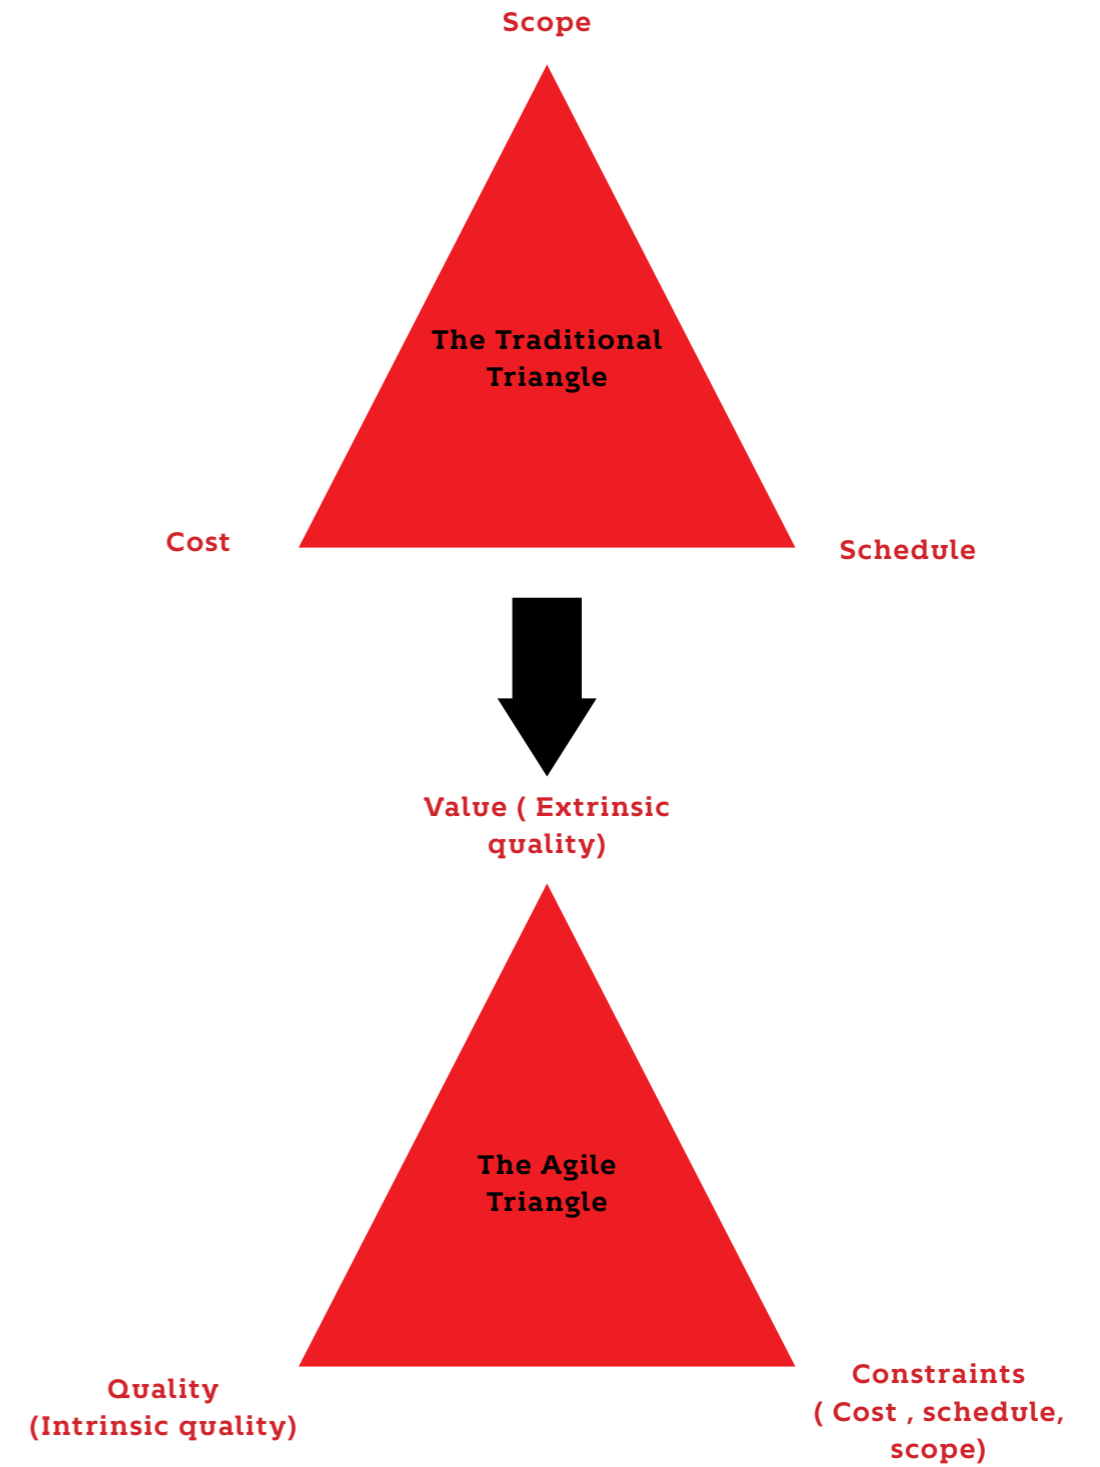 Scope
The Traditional
Triangle
Cost
Schedule
Value ( Extrinsic
quality)
The Agile
Triangle
Quality
(Intrinsic quality)
Constraints
( Cost , schedule,
scope)